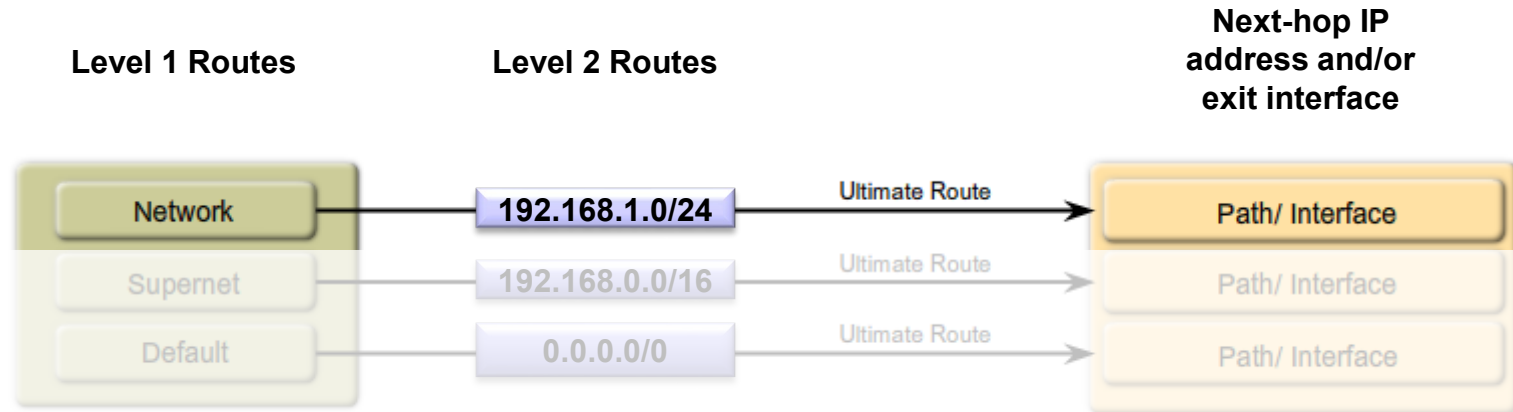 Level 1 Routes
Level 2 Routes
Next-hop IP
address and/or
exit interface
Network
192.168.1.0/24
Ultimate Route
Path/ Interface
Supernet
192.168.0.0/16
Ultimate Route
Path/ Interface
Default
0.0.0.0/0
Ultimate Route
Path/ Interface